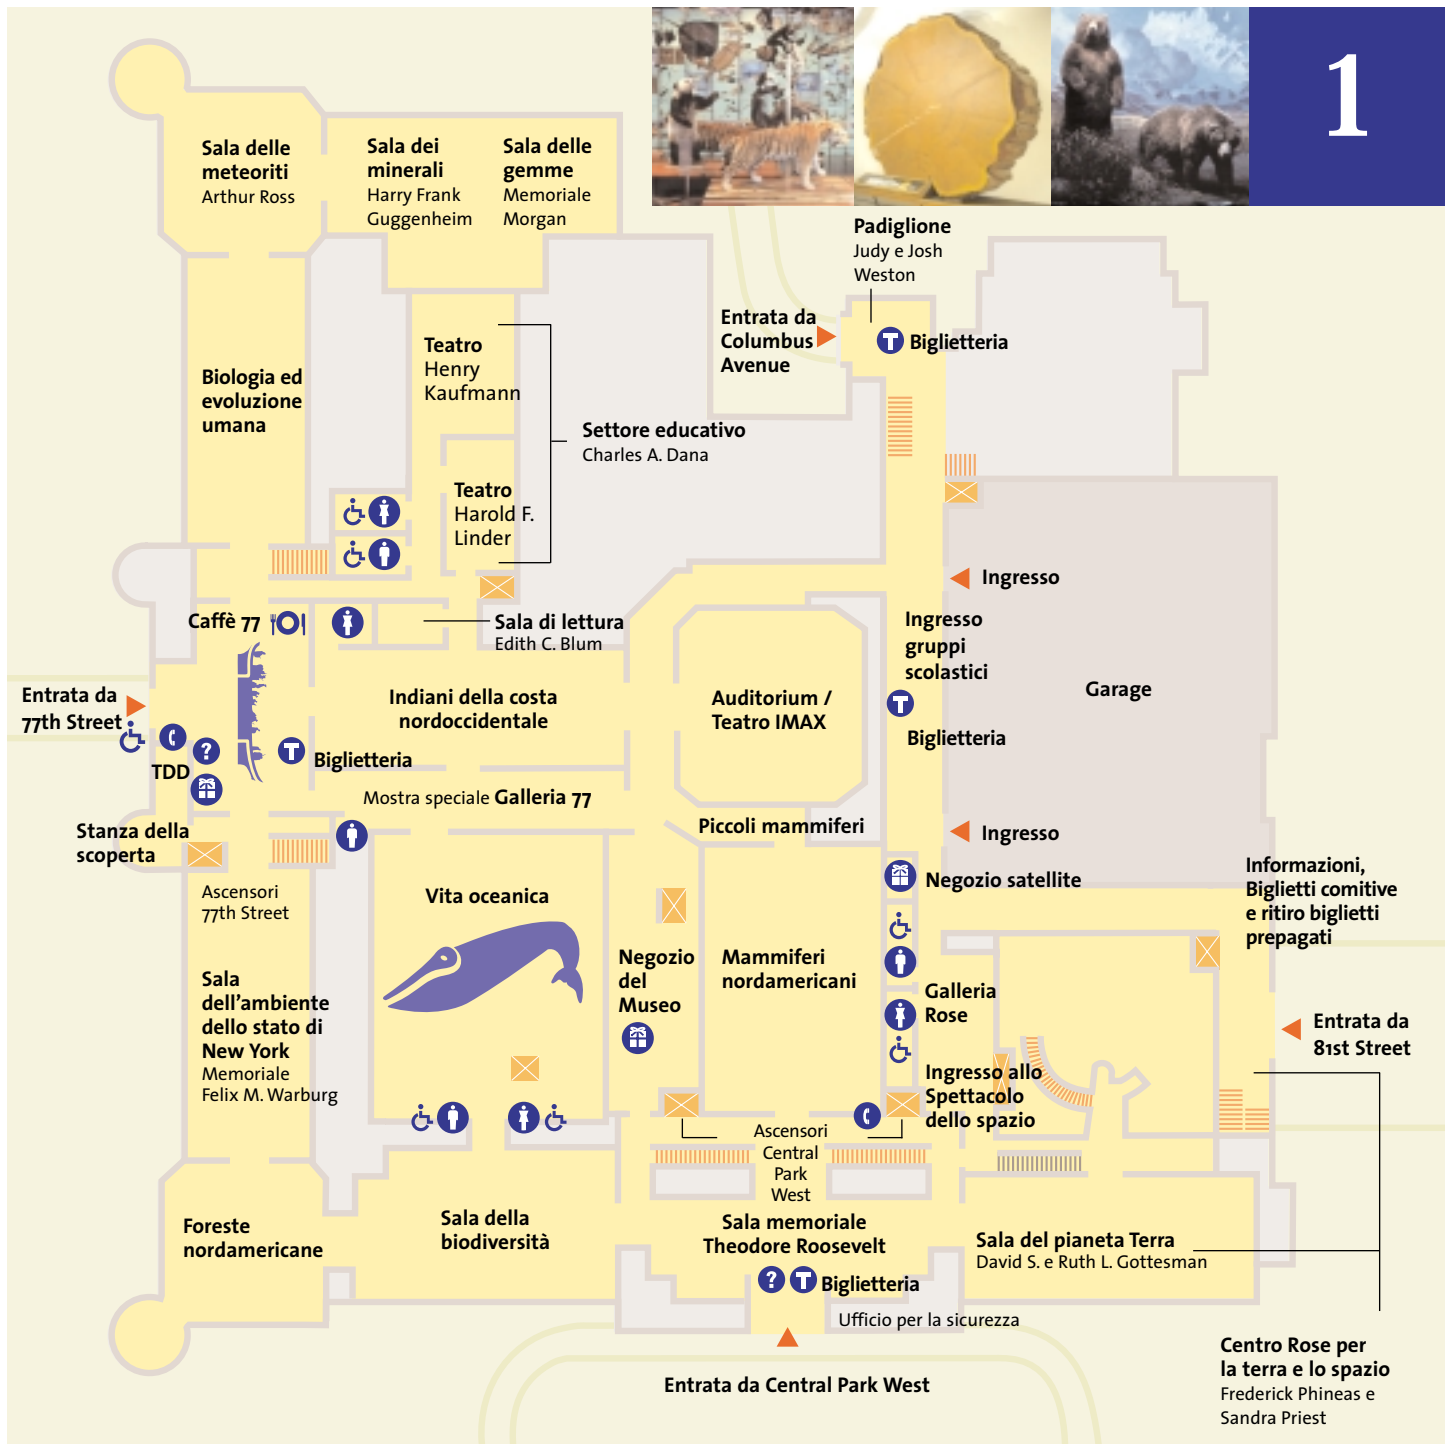 1
Sala delle
meteoriti
Arthur Ross
Sala dei
minerali
Harry Frank
Guggenheim
Sala delle
gemme
Memoriale
Morgan
Padiglione
Judy e Josh
Weston
Entrata da
Columbus
Avenue
T Biglietteria
Biologia ed
evoluzione
umana
Teatro
Henry
Kaufmann
Settore educativo
Charles A. Dana
Teatro
Harold F.
Linder
Ingresso
Caffè 77
Sala di lettura
Edith C. Blum
Ingresso
gruppi
scolastici
T
Biglietteria
Garage
Entrata da
77th Street
Indiani della costa
nordoccidentale
Auditorium /
Teatro IMAX
?
TDD
T Biglietteria
Mostra speciale Galleria 77
Piccoli mammiferi
Ingresso
Stanza della
scoperta
Ascensori
77th Street
Vita oceanica
Negozio satellite
Informazioni,
Biglietti comitive
e ritiro biglietti
prepagati
Sala
dell'ambiente
dello stato di
New York
Memoriale
Felix M. Warburg
Negozio
del
Museo
Mammiferi
nordamericani
Galleria
Rose
Entrata da
81st Street
Ingresso allo
Spettacolo
dello spazio
Ascensori
Central
Park
West
Foreste
nordamericane
Sala della
biodiversità
Sala memoriale
Theodore Roosevelt
? T Biglietteria
Sala del pianeta Terra
David S. e Ruth L. Gottesman
Ufficio per la sicurezza
Entrata da Central Park West
Centro Rose per
la terra e lo spazio
Frederick Phineas e
Sandra Priest